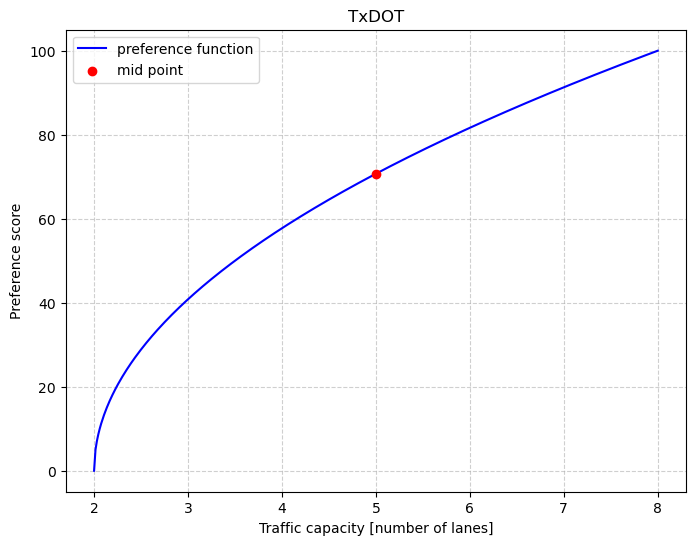 TxDOT
preference function
mid point
100
80
60
40
20
0
Preference score
2 3 4 5 6 7 8
Traffic capacity [number of lanes]